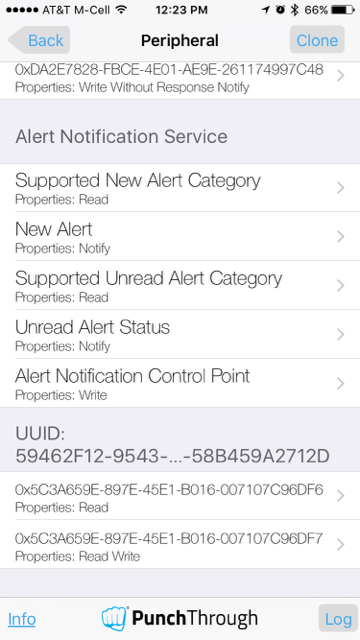 AT&T M-Cell 12:23 PM 66%
Back Peripheral Clone
0xDA2E7828-FBCE-4E01-AE9E-261174997C48
Properties: Write Without Response Notify
Alert Notification Service
Supported New Alert Category
Properties: Read
New Alert
Properties: Notify
Supported Unread Alert Category
Properties: Read
Unread Alert Status
Properties: Notify
Alert Notification Control Point
Properties: Write
UUID:
59462F12-9543-...-58B459A2712D
0x5C3A659E-897E-45E1-B016-007107C96DF6
Properties: Read
0x5C3A659E-897E-45E1-B016-007107C96DF7
Properties: Read Write
Info PunchThrough Log